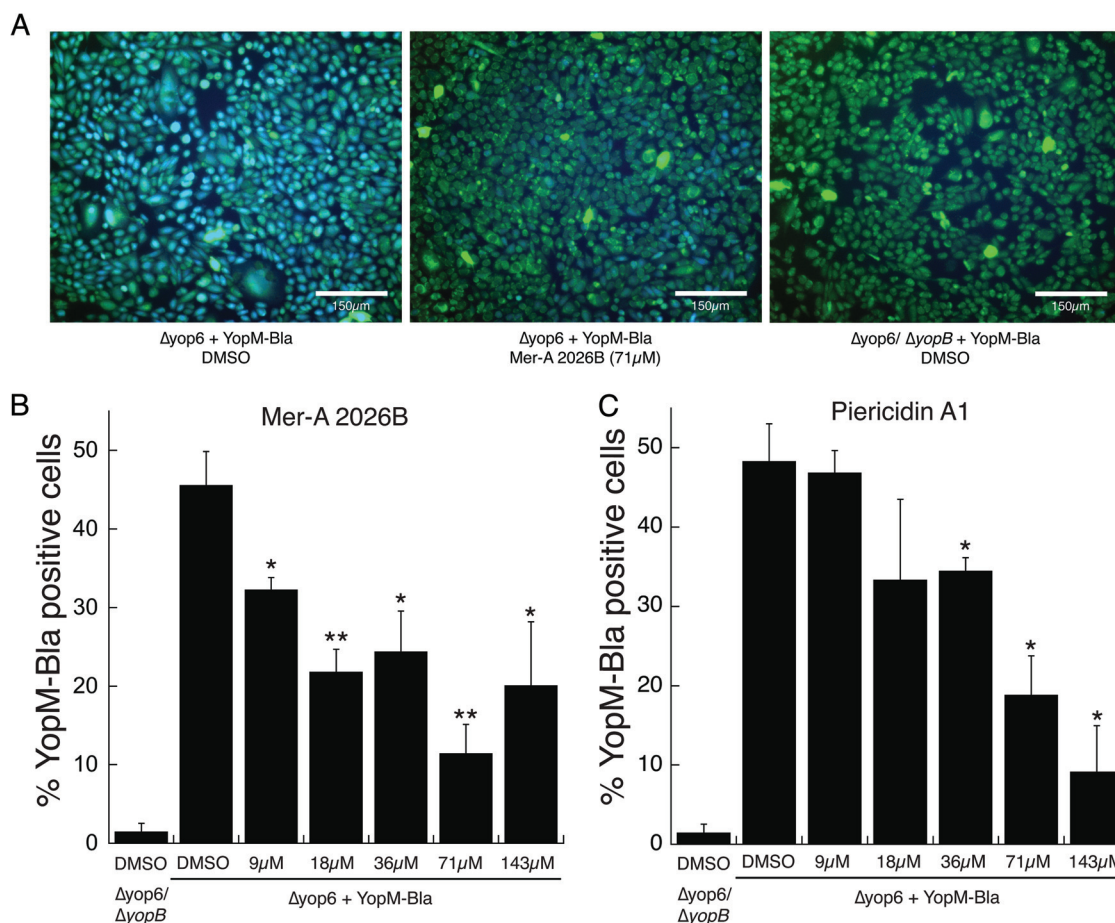 A
150µm
150µm
150µm
Δyop6 + YopM-Bla
DMSO
Δyop6 + YopM-Bla
Mer-A 2026B (71µM)
Δyop6/ ΔyopB + YopM-Bla
DMSO
B
Mer-A 2026B
% YopM-Bla positive cells
50
40
30
20
10
0
*
**
*
**
*
DMSO
DMSO
9µM
18µM
36µM
71µM
143µM
Δyop6/
ΔyopB
Δyop6 + YopM-Bla
C
Piericidin A1
% YopM-Bla positive cells
50
40
30
20
10
0
*
*
*
DMSO
DMSO
9µM
18µM
36µM
71µM
143µM
Δyop6/
ΔyopB
Δyop6 + YopM-Bla